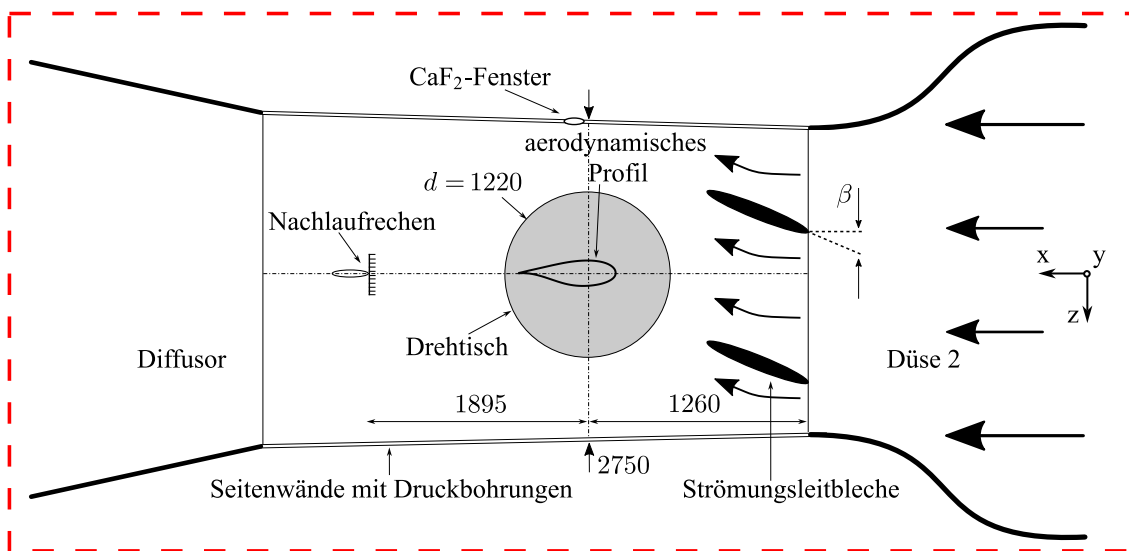 CaF₂-Fenster
aerodynamisches
Profil
d = 1220
Nachlaufrechen
β
x
y
z
Drehtisch
Diffusor
Düse 2
1895
1260
2750
Seitenwände mit Druckbohrungen
Strömungsleitbleche